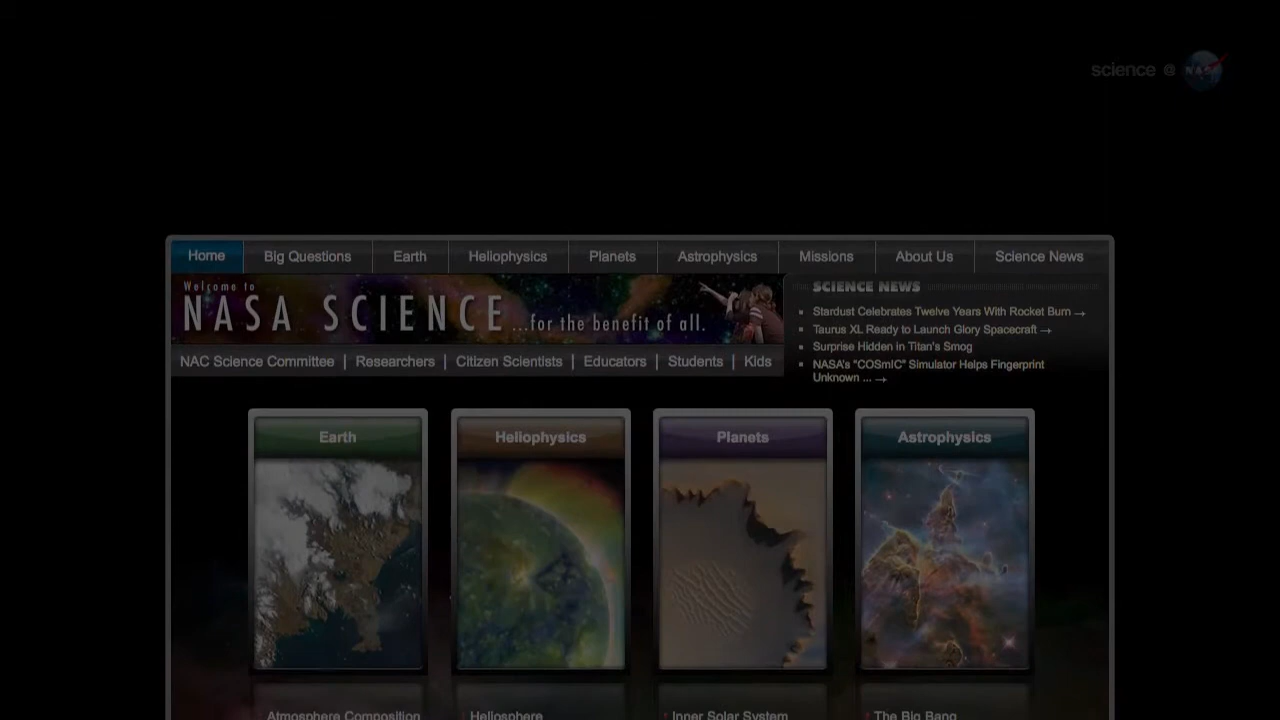 science @ NASA
Home Big Questions Earth Heliophysics Planets Astrophysics Missions About Us Science News
Welcome to
NASA SCIENCE ...for the benefit of all.
NAC Science Committee | Researchers | Citizen Scientists | Educators | Students | Kids
SCIENCE NEWS
Stardust Celebrates Twelve Years With Rocket Burn →
Taurus XL Ready to Launch Glory Spacecraft →
Surprise Hidden in Titan's Smog
NASA's "COSmIC" Simulator Helps Fingerprint
Unknown ... →
Earth Heliophysics Planets Astrophysics
Atmosphere Composition Heliosphere Inner Solar System The Big Bang